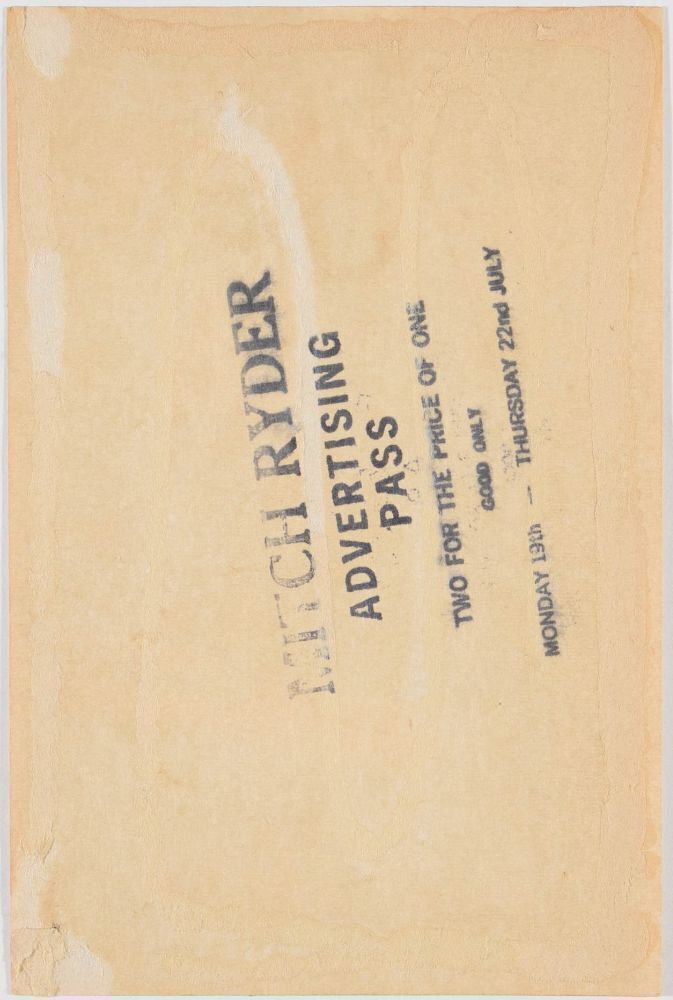 MITCH RYDER
ADVERTISING
PASS
TWO FOR THE PRICE OF ONE
GOOD ONLY
MONDAY 19th – THURSDAY 22nd JULY